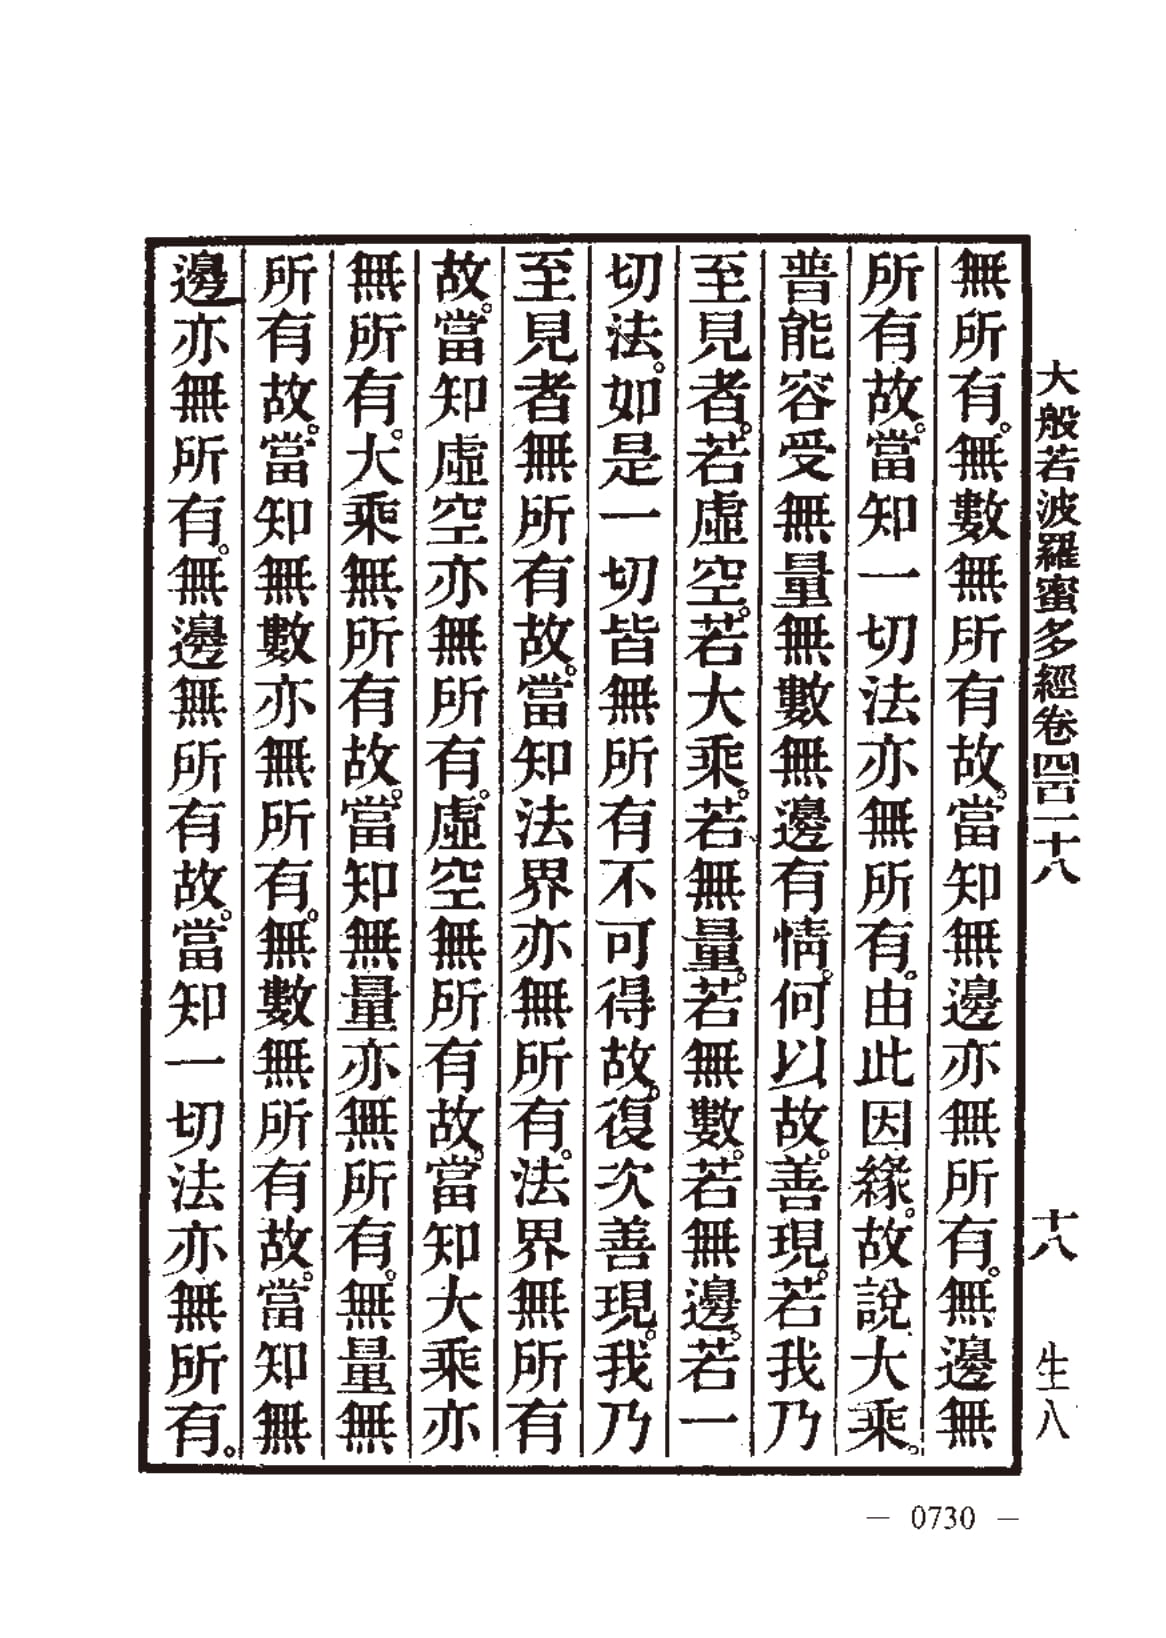 大般若波羅蜜多經卷四百一十八　十八　生八
無所有。無數無所有故。當知無邊亦無所有。無邊無
所有故。當知一切法亦無所有。由此因緣。故說大乘。
普能容受無量無數無邊有情。何以故。善現。若我乃
至見者。若虛空。若大乘。若無量。若無數。若無邊。若一
切法。如是一切皆無所有不可得故。復次善現。我乃
至見者無所有故。當知法界亦無所有。法界無所有
故。當知虛空亦無所有。虛空無所有故。當知大乘亦
無所有。大乘無所有故。當知無量亦無所有。無量無
所有故。當知無數亦無所有。無數無所有故。當知無
邊亦無所有。無邊無所有故。當知一切法亦無所有。
— 0730 —